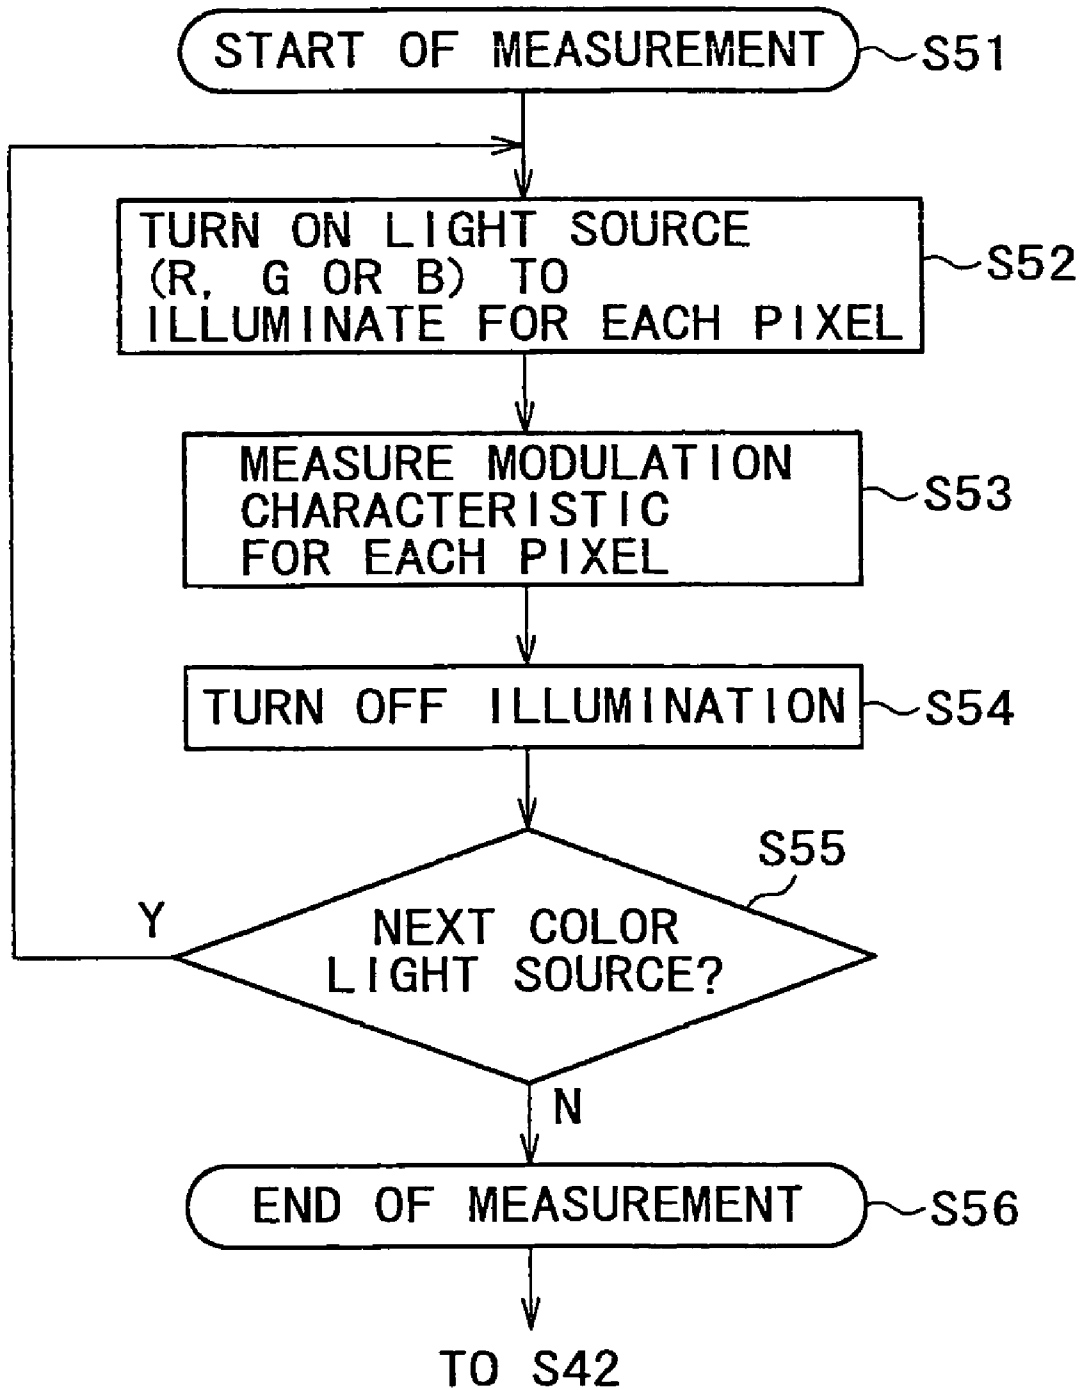 START OF MEASUREMENT
S51
TURN ON LIGHT SOURCE
(R, G OR B) TO
ILLUMINATE FOR EACH PIXEL
S52
MEASURE MODULATION
CHARACTERISTIC
FOR EACH PIXEL
S53
TURN OFF ILLUMINATION
S54
S55
Y
NEXT COLOR
LIGHT SOURCE?
N
END OF MEASUREMENT
S56
TO S42